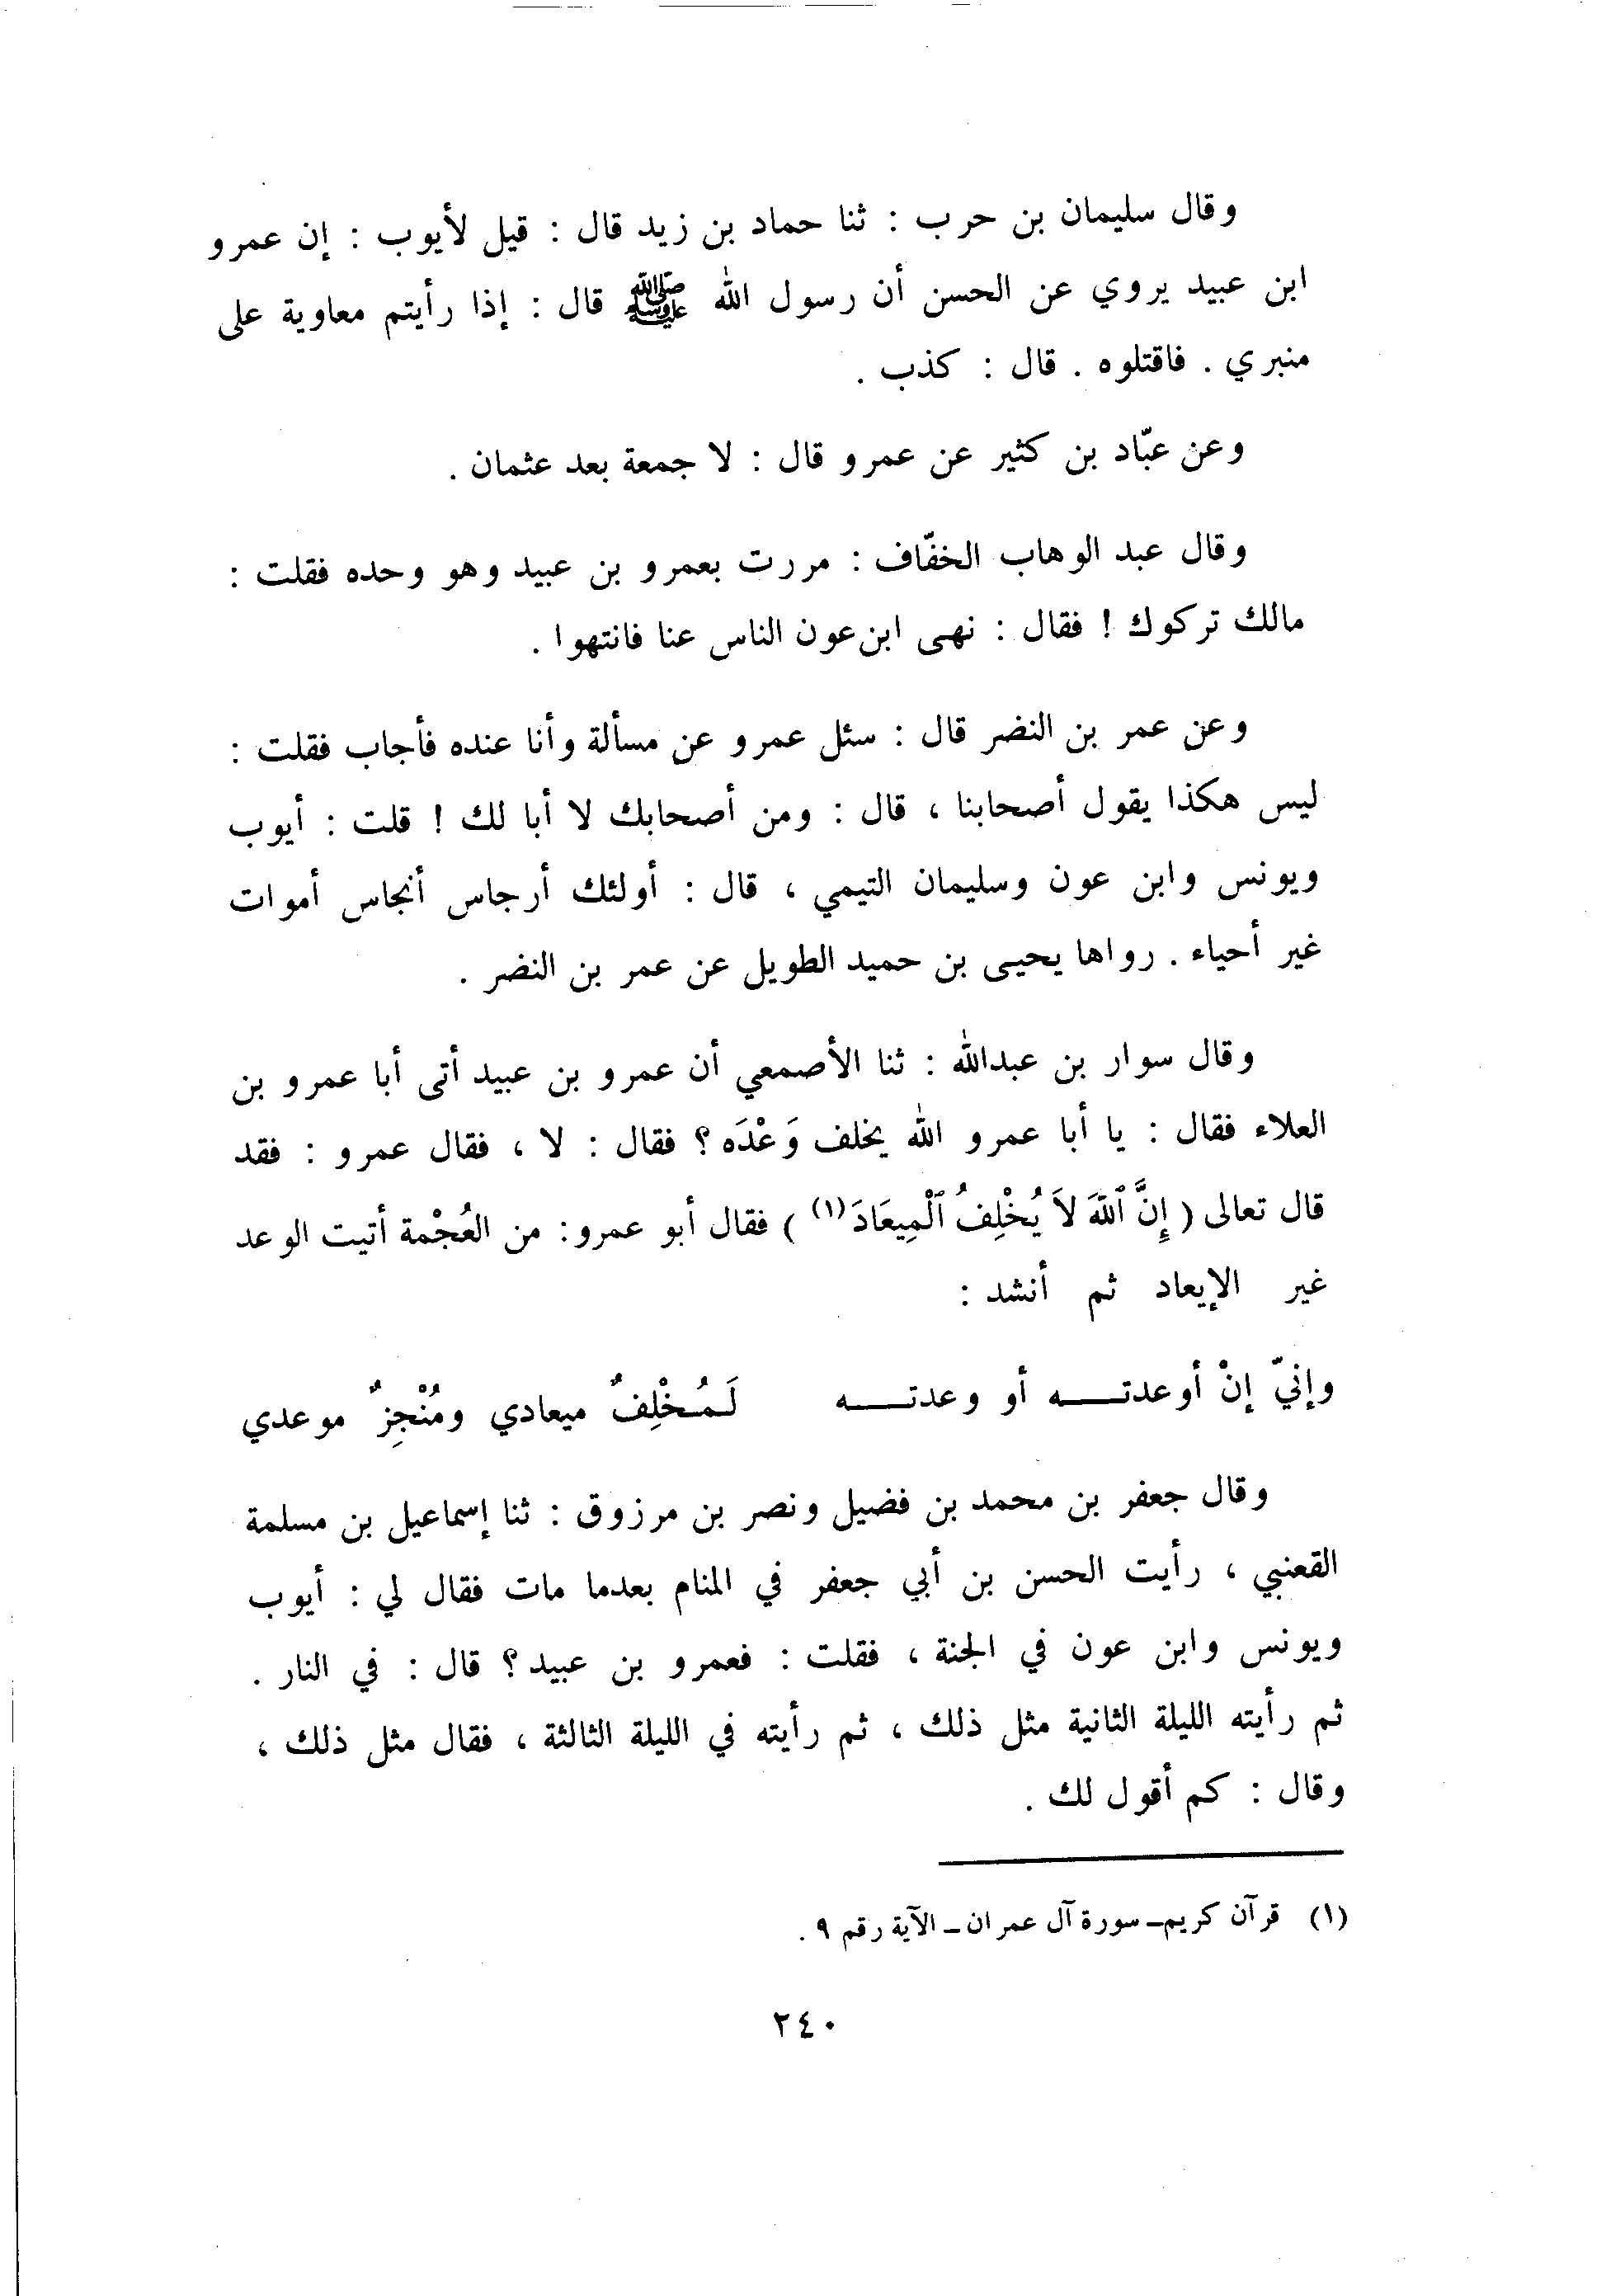 وقال سليمان بن حرب : ثنا حماد بن زيد قال : قيل لأيوب : إن عمرو
ابن عبيد يروي عن الحسن أن رسول الله ﷺ قال : إذا رأيتم معاوية على
منبري . فاقتلوه . قال : كذب .
وعن عبّاد بن كثير عن عمرو قال : لا جمعة بعد عثمان .
وقال عبد الوهاب الخفّاف : مررت بعمرو بن عبيد وهو وحده فقلت :
مالك تركوك ! فقال : نهى ابن عون الناس عنا فانتهوا .
وعن عمر بن النضر قال : سئل عمرو عن مسألة وأنا عنده فأجاب فقلت :
ليس هكذا يقول أصحابنا ، قال : ومن أصحابك لا أبا لك ! قلت : أيوب
ويونس وابن عون وسليمان التيمي ، قال : أولئك أرجاس أنجاس أموات
غير أحياء . رواها يحيى بن حميد الطويل عن عمر بن النضر .
وقال سوار بن عبدالله : ثنا الأصمعي أن عمرو بن عبيد أتى أبا عمرو بن
العلاء فقال : يا أبا عمرو الله يخلف وَعْدَه ؟ فقال : لا ، فقال عمرو : فقد
قال تعالى ( إِنَّ ٱللَّهَ لاَ يُخْلِفُ ٱلْمِيعَادَ (١) ) فقال أبو عمرو: من العُجْمة أتيت الوعد
غير الإيعاد ثم أنشد :
وإنيّ إنْ أوعدتـــه أو وعدتـــه لَـمُـخْلِفٌ ميعادي ومُنْجِزٌ موعدي
وقال جعفر بن محمد بن فضيل ونصر بن مرزوق : ثنا إسماعيل بن مسلمة
القعنبي ، رأيت الحسن بن أبي جعفر في المنام بعدما مات فقال لي : أيوب
ويونس وابن عون في الجنة ، فقلت : فعمرو بن عبيد ؟ قال : في النار .
ثم رأيته الليلة الثانية مثل ذلك ، ثم رأيته في الليلة الثالثة ، فقال مثل ذلك ،
وقال : كم أقول لك .
(١) قرآن كريم ــ سورة آل عمران ــ الآية رقم ٩ .
٢٤٠